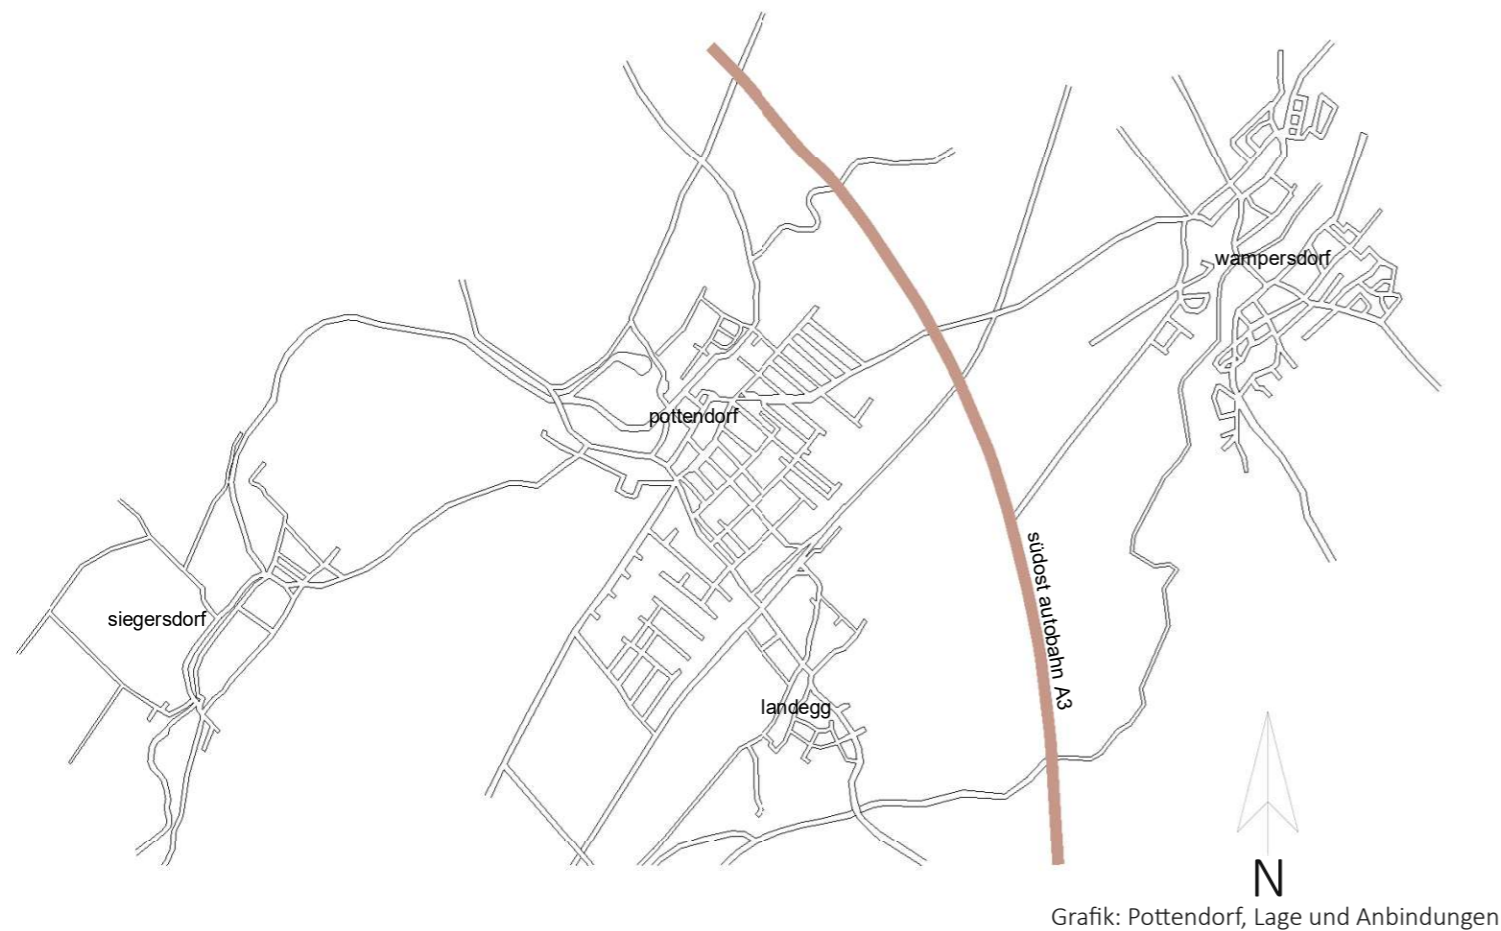 wampersdorf
pottendorf
südost autobahn A3
siegersdorf
landegg
N
Grafik: Pottendorf, Lage und Anbindungen